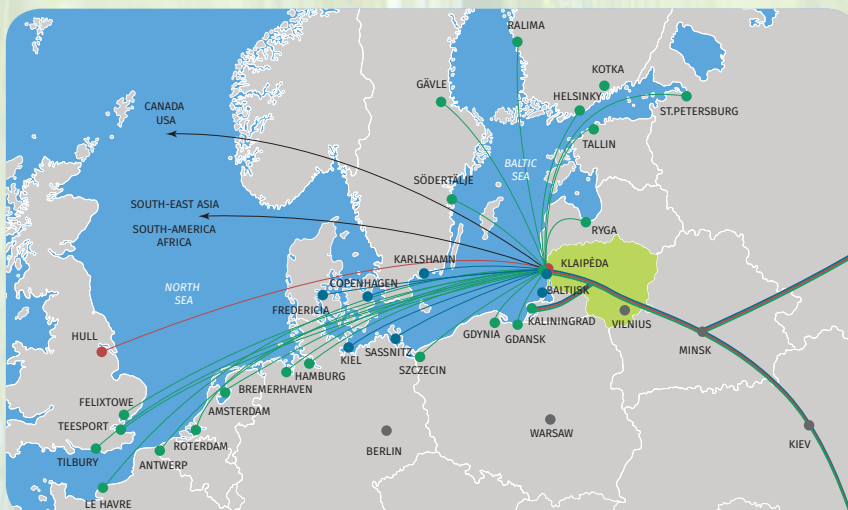 RALIMA
KOTKA
GÄVLE
HELSINKY
ST.PETERSBURG
CANADA
USA
TALLIN
BALTIC
SEA
SÖDERTÄLJE
SOUTH-EAST ASIA
SOUTH-AMERICA
AFRICA
RYGA
KARLSHAMN
KLAIPÉDA
COPENHAGEN
NORTH
SEA
BALTIJSK
FREDERICIA
KALININGRAD
VILNIUS
HULL
GDYNIA
GDANSK
MINSK
KIEL
SASSNITZ
SZCZECIN
HAMBURG
BREMERHAVEN
FELIXTOWE
AMSTERDAM
TEESPORT
WARSAW
ROTERDAM
KIEV
BERLIN
TILBURY
ANTWERP
LE HAVRE